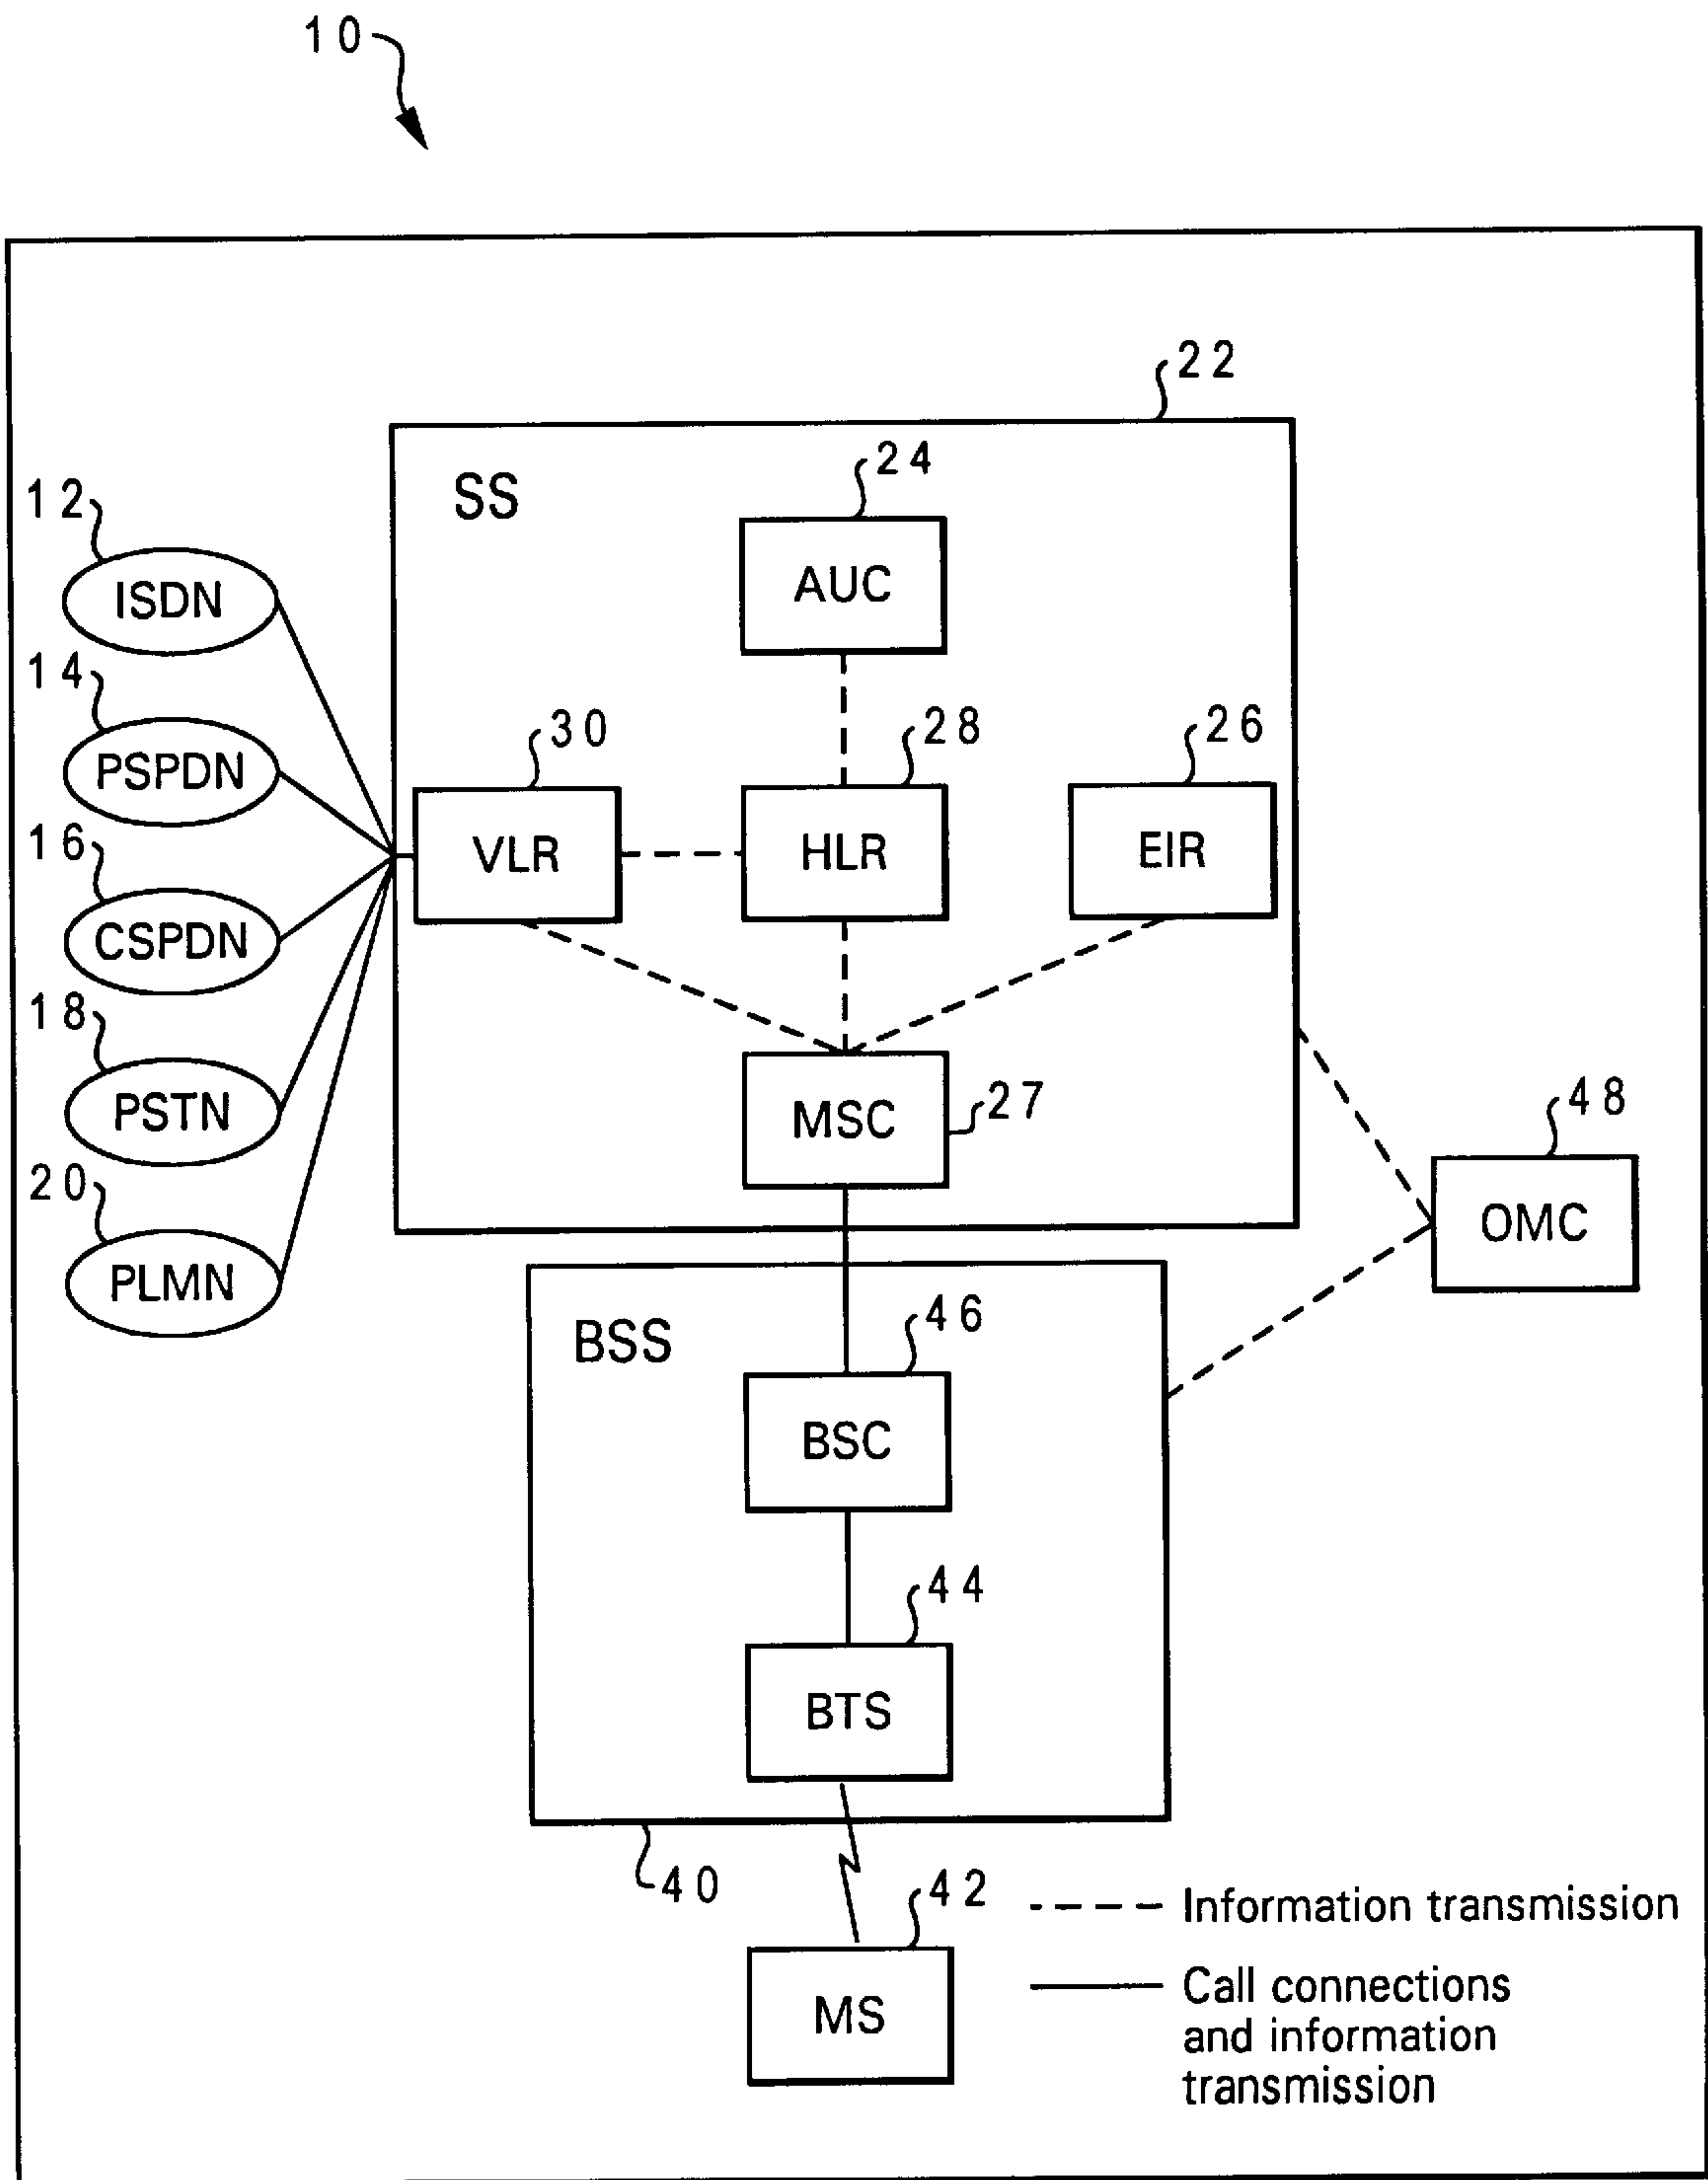 10
22
SS
24
AUC
12
ISDN
14
PSPDN
16
CSPDN
18
PSTN
20
PLMN
30
VLR
28
HLR
26
EIR
MSC
27
48
OMC
BSS
46
BSC
44
BTS
40
42
MS
Information transmission
Call connections
and information
transmission